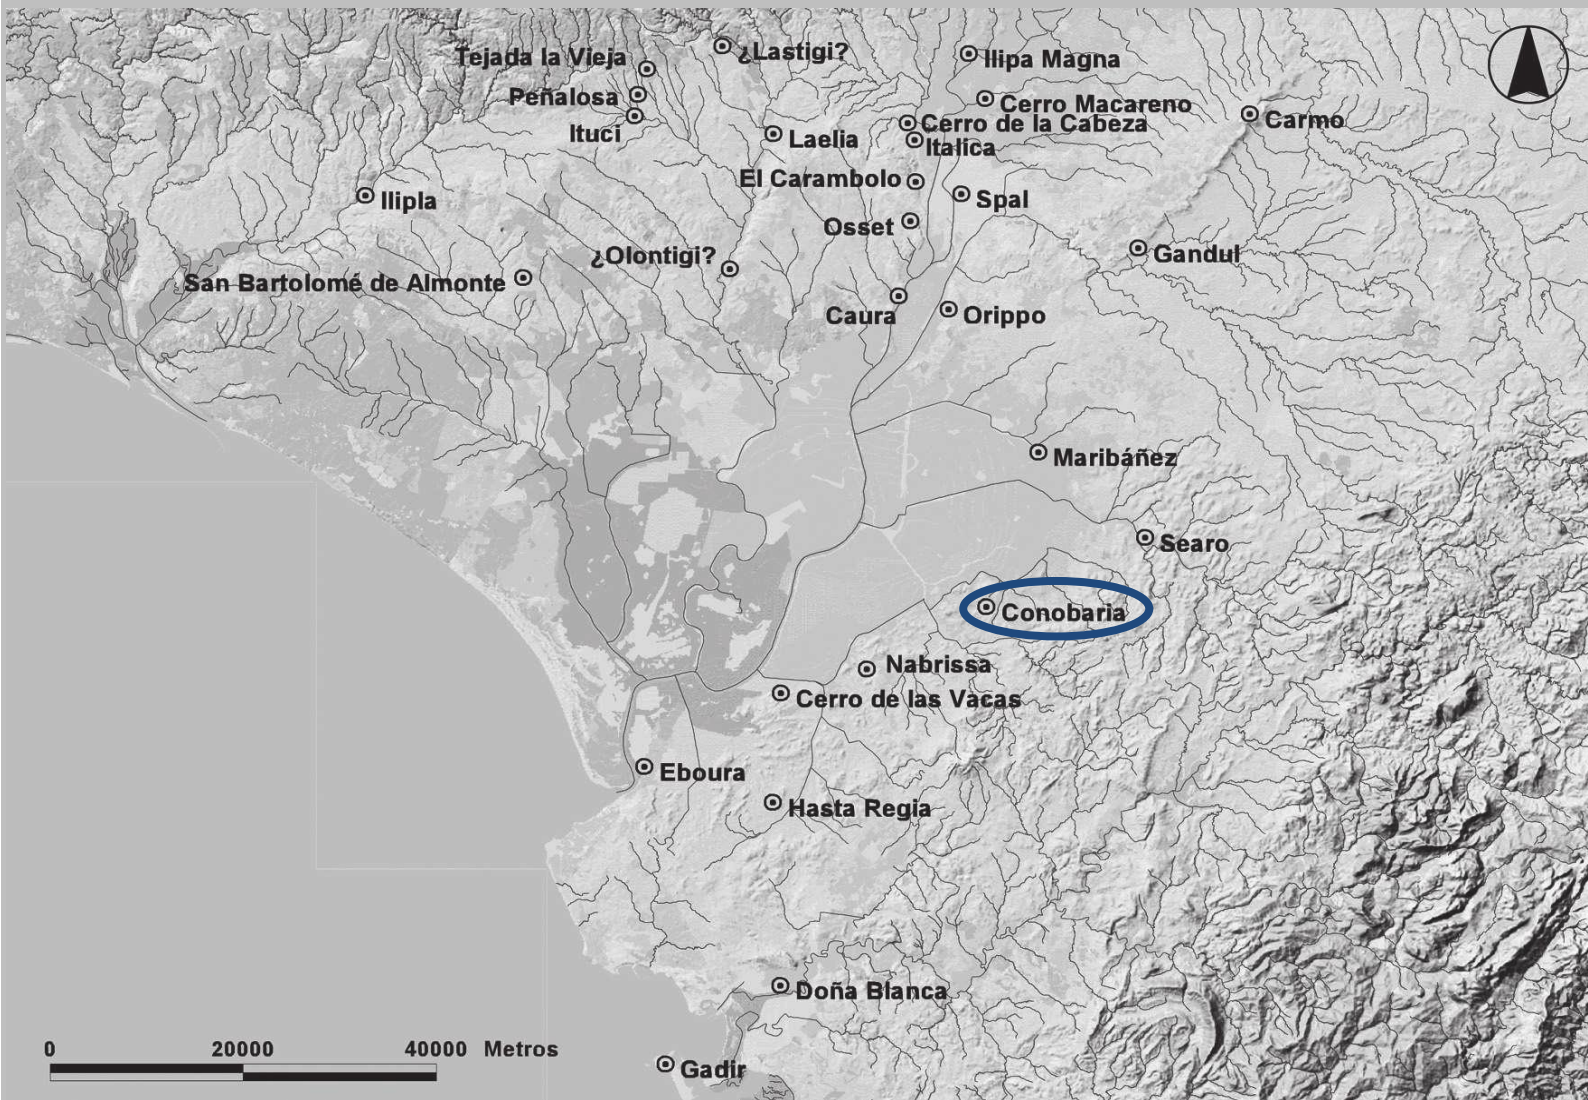 Tejada la Vieja
¿Lastigi?
Ilipa Magna
Peñalosa
Cerro Macareno
Ituci
Cerro de la Cabeza
Carmo
Laelia
Italica
El Carambolo
Ilipla
Spal
Osset
¿Olontigi?
Gandul
San Bartolomé de Almonte
Caura
Orippo
Maribáñez
Searo
Conobaria
Nabrissa
Cerro de las Vacas
Eboura
Hasta Regia
Doña Blanca
0 20000 40000 Metros
Gadir